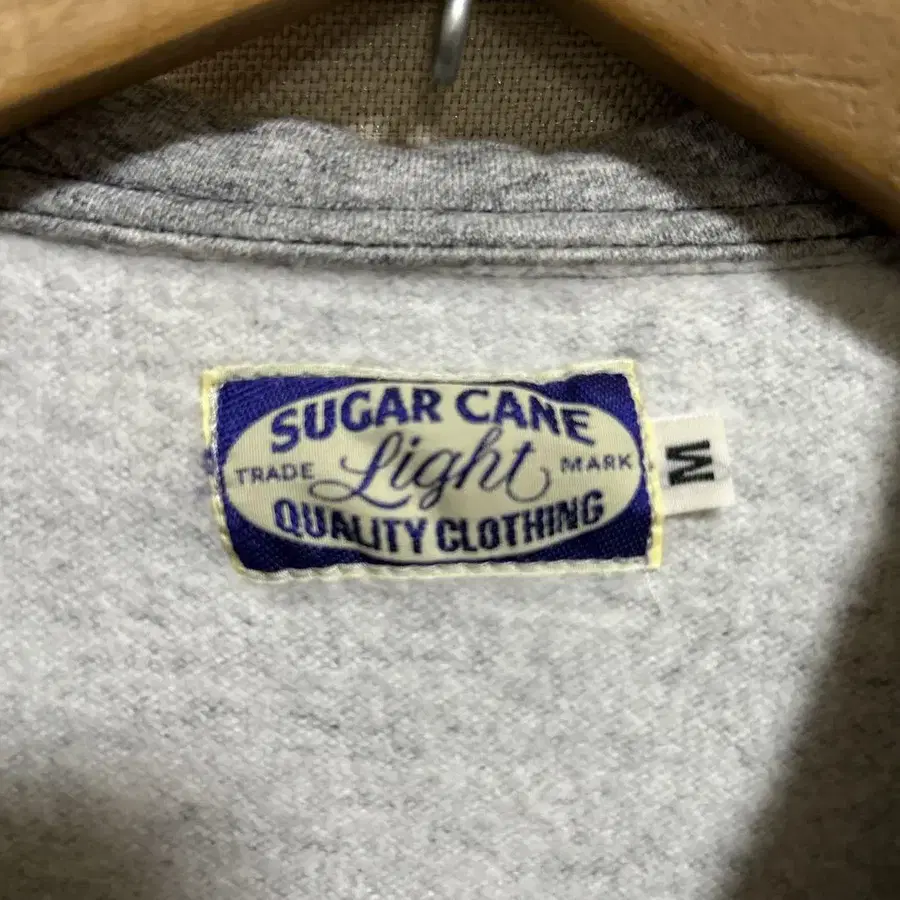 SUGAR CANE
TRADE Light MARK
QUALITY CLOTHING
M